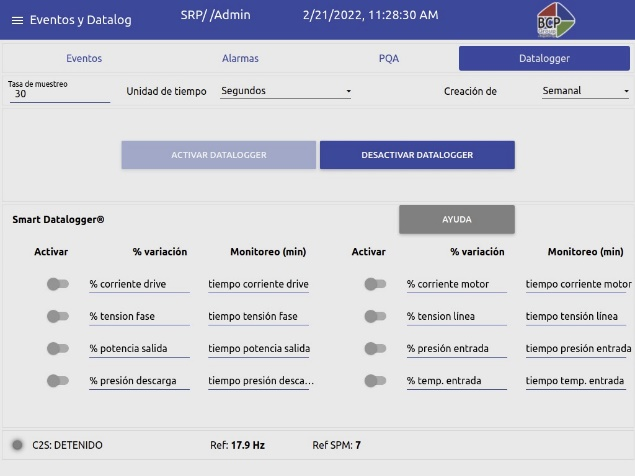 Eventos y Datalog
SRP/ /Admin
2/21/2022, 11:28:30 AM
BCP
Eventos
Alarmas
PQA
Datalogger
Tasa de muestreo
30
Unidad de tiempo
Segundos
Creación de
Semanal
ACTIVAR DATALOGGER
DESACTIVAR DATALOGGER
Smart Datalogger®
AYUDA
Activar % variación Monitoreo (min) Activar % variación Monitoreo (min)
% corriente drive tiempo corriente drive % corriente motor tiempo corriente motor
% tension fase tiempo tensión fase % tension línea tiempo tensión línea
% potencia salida tiempo potencia salida % presión entrada tiempo presión entrada
% presión descarga tiempo presión desca... % temp. entrada tiempo temp. entrada
C2S: DETENIDO Ref: 17.9 Hz Ref SPM: 7